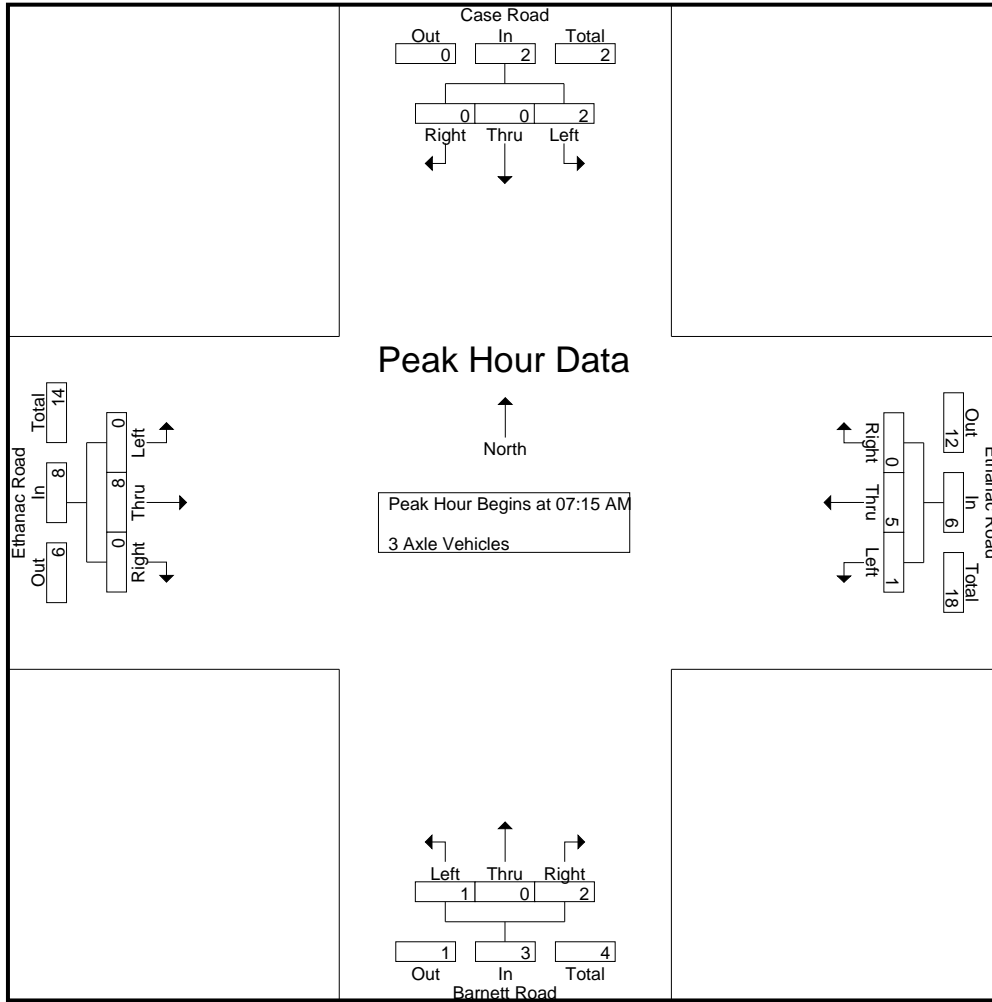 Case Road
Out In Total
0 2 2
0 0 2
Right Thru Left
Peak Hour Data
North
Peak Hour Begins at 07:15 AM
3 Axle Vehicles
Ethanac Road
Total In Out
14 8 6
0 8 0
Left Thru Right
Right Thru Left
0 5 1
Out In Total
12 6 18
Ethanac Road
Left Thru Right
1 0 2
1 3 4
Out In Total
Barnett Road